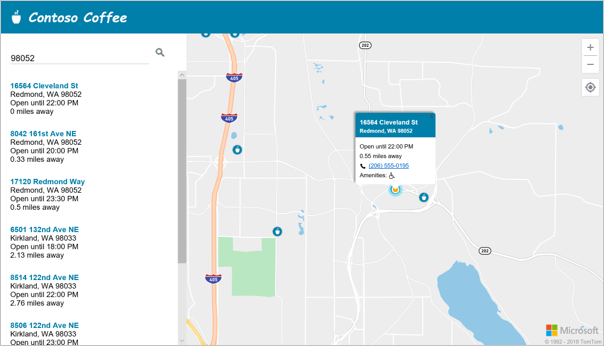 Contoso Coffee
98052
16564 Cleveland St
Redmond, WA 98052
Open until 22:00 PM
0 miles away
8042 161st Ave NE
Redmond, WA 98052
Open until 20:00 PM
0.33 miles away
17120 Redmond Way
Redmond, WA 98052
Open until 23:30 PM
0.5 miles away
6501 132nd Ave NE
Kirkland, WA 98033
Open until 18:00 PM
2.13 miles away
8514 122nd Ave NE
Kirkland, WA 98033
Open until 22:00 PM
2.76 miles away
8506 122nd Ave NE
Kirkland, WA 98033
Open until 23:00 PM
202
405
405
16564 Cleveland St
Redmond, WA 98052
Open until 22:00 PM
0.55 miles away
(206) 555-0195
Amenities:
202
405
Microsoft
© 1992 - 2018 TomTom